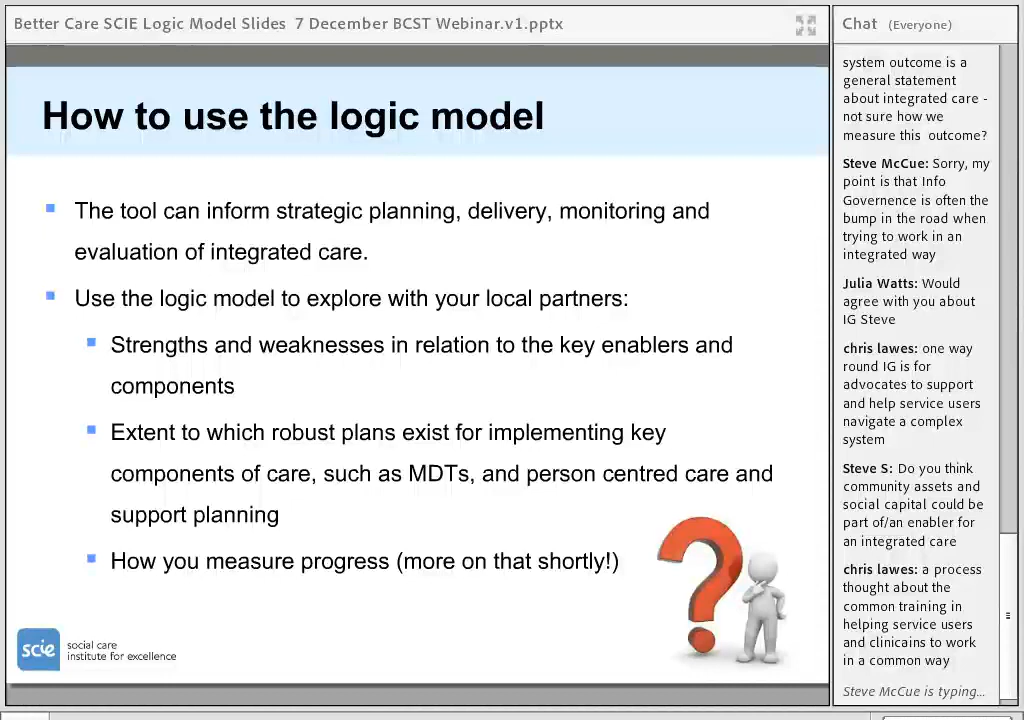 Better Care SCIE Logic Model Slides 7 December BCST Webinar.v1.pptx
How to use the logic model
The tool can inform strategic planning, delivery, monitoring and
evaluation of integrated care.
Use the logic model to explore with your local partners:
Strengths and weaknesses in relation to the key enablers and
components
Extent to which robust plans exist for implementing key
components of care, such as MDTs, and person centred care and
support planning
How you measure progress (more on that shortly!)
scie
social care
institute for excellence
Chat (Everyone)
system outcome is a
general statement
about integrated care -
not sure how we
measure this outcome?
Steve McCue: Sorry, my
point is that Info
Governence is often the
bump in the road when
trying to work in an
integrated way
Julia Watts: Would
agree with you about
IG Steve
chris lawes: one way
round IG is for
advocates to support
and help service users
navigate a complex
system
Steve S: Do you think
community assets and
social capital could be
part of/an enabler for
an integrated care
chris lawes: a process
thought about the
common training in
helping service users
and clinicains to work
in a common way
Steve McCue is typing...